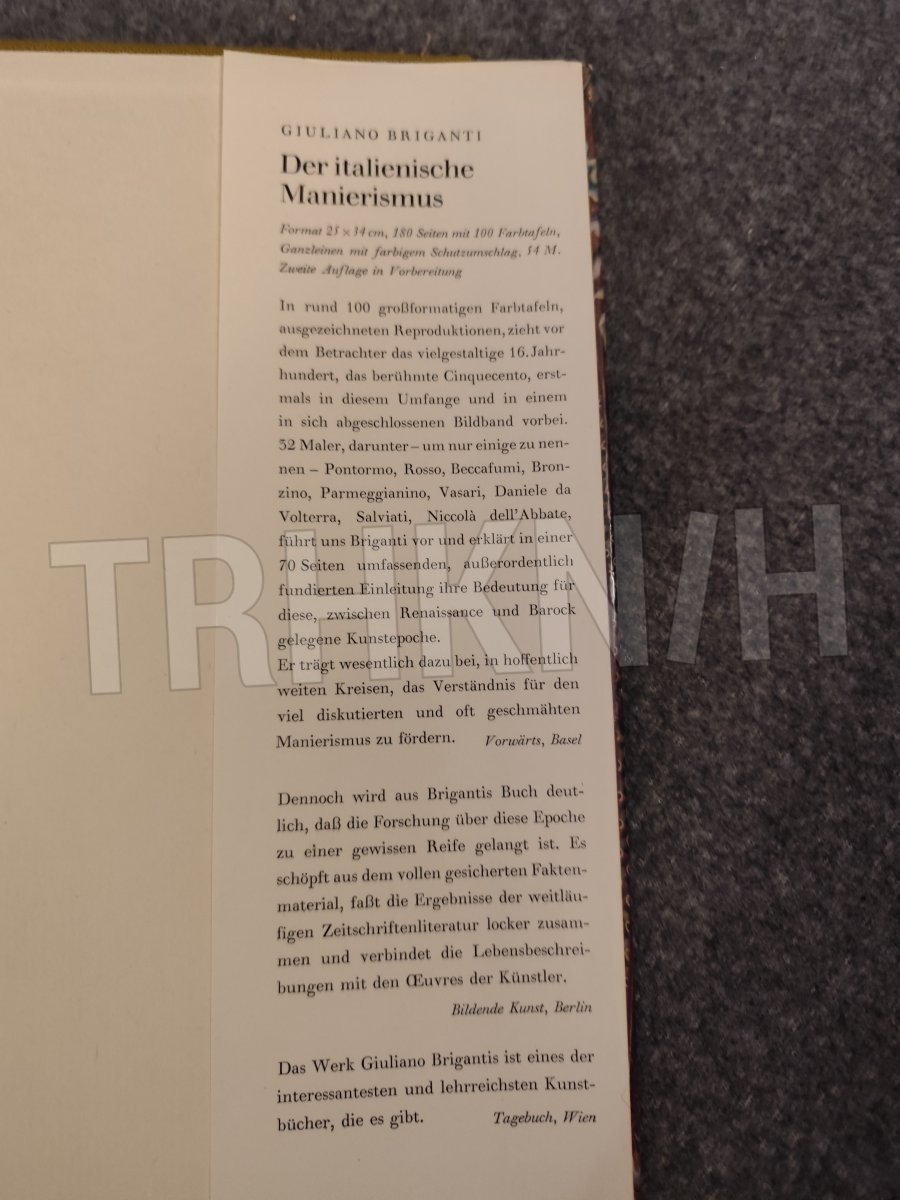 GIULIANO BRIGANTI
Der italienische
Manierismus
Format 25 × 34 cm, 180 Seiten mit 100 Farbtafeln,
Ganzleinen mit farbigem Schutzumschlag, 54 M.
Zweite Auflage in Vorbereitung
In rund 100 großformatigen Farbtafeln,
ausgezeichneten Reproduktionen, zieht vor
dem Betrachter das vielgestaltige 16. Jahr-
hundert, das berühmte Cinquecento, erst-
mals in diesem Umfange und in einem
in sich abgeschlossenen Bildband vorbei.
32 Maler, darunter – um nur einige zu nen-
nen – Pontormo, Rosso, Beccafumi, Bron-
zino, Parmeggianino, Vasari, Daniele da
Volterra, Salviati, Niccolà dell'Abbate,
führt uns Briganti vor und erklärt in einer
70 Seiten umfassenden, außerordentlich
fundierten Einleitung ihre Bedeutung für
diese, zwischen Renaissance und Barock
gelegene Kunstepoche.
Er trägt wesentlich dazu bei, in hoffentlich
weiten Kreisen, das Verständnis für den
viel diskutierten und oft geschmähten
Manierismus zu fördern. Vorwärts, Basel
Dennoch wird aus Brigantis Buch deut-
lich, daß die Forschung über diese Epoche
zu einer gewissen Reife gelangt ist. Es
schöpft aus dem vollen gesicherten Fakten-
material, faßt die Ergebnisse der weitläu-
figen Zeitschriftenliteratur locker zusam-
men und verbindet die Lebensbeschrei-
bungen mit den Œuvres der Künstler.
Bildende Kunst, Berlin
Das Werk Giuliano Brigantis ist eines der
interessantesten und lehrreichsten Kunst-
bücher, die es gibt. Tagebuch, Wien